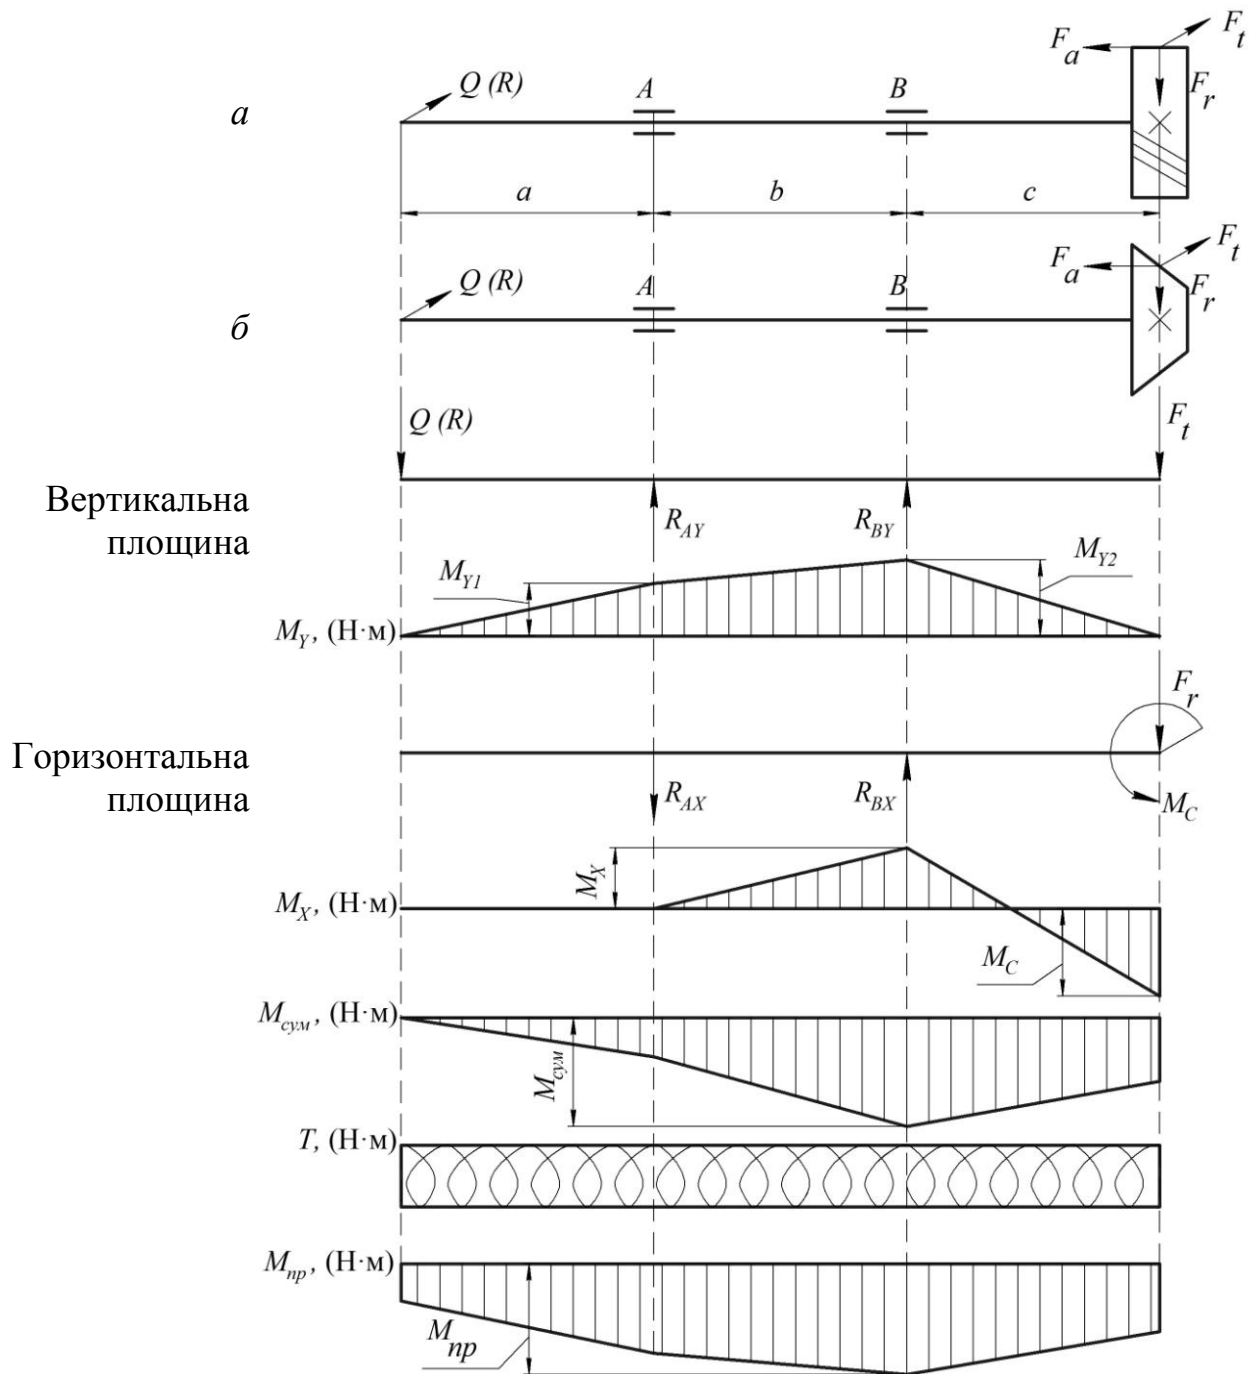 F_t
F_a
Q (R)
A
B
F_r
а
a
b
c
F_t
F_a
Q (R)
A
B
F_r
б
Q (R)
F_t
Вертикальна
площина
R_AY
R_BY
M_Y1
M_Y2
M_Y, (Н·м)
F_r
Горизонтальна
площина
R_AX
R_BX
M_C
M_X
M_X, (Н·м)
M_C
M_сум, (Н·м)
M_сум
T, (Н·м)
M_пр, (Н·м)
M_пр